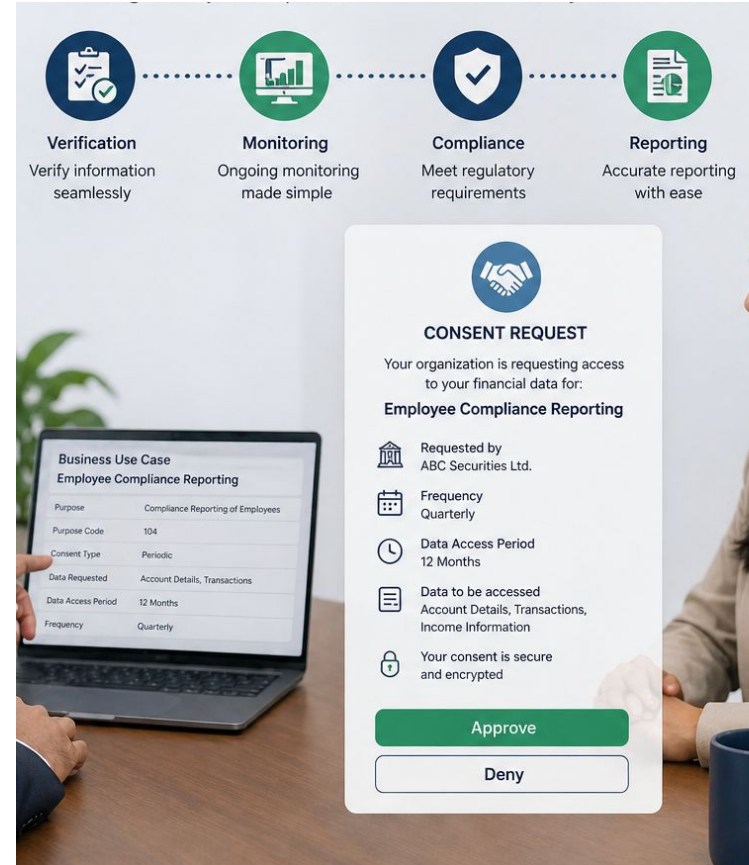 Verification
Verify information
seamlessly
Monitoring
Ongoing monitoring
made simple
Compliance
Meet regulatory
requirements
Reporting
Accurate reporting
with ease
CONSENT REQUEST
Your organization is requesting access
to your financial data for:
Employee Compliance Reporting
Requested by
ABC Securities Ltd.
Frequency
Quarterly
Data Access Period
12 Months
Data to be accessed
Account Details, Transactions,
Income Information
Your consent is secure
and encrypted
Approve
Deny
Business Use Case
Employee Compliance Reporting
Purpose Compliance Reporting of Employees
Purpose Code 104
Consent Type Periodic
Data Requested Account Details, Transactions
Data Access Period 12 Months
Frequency Quarterly